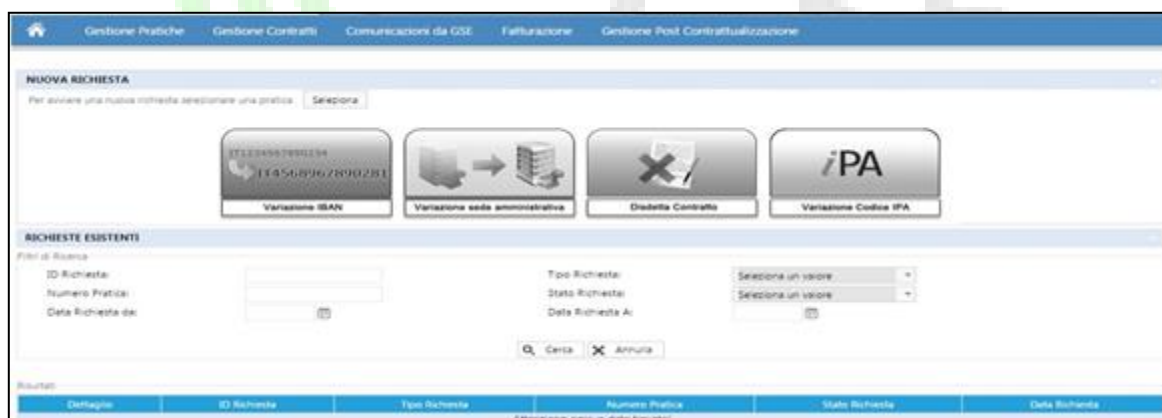 Gestione Pratiche Gestione Contratti Comunicazioni da GSE Fatturazione Gestione Post Contrattualizzazione
NUOVA RICHIESTA
Per avviare una nuova richiesta selezionare una pratica Seleziona
Variazione IBAN Variazione sede amministrativa Disdetta Contratto Variazione Codice IPA
iPA
RICHIESTE ESISTENTI
Filtri di Ricerca
ID Richiesta: Tipo Richiesta: Seleziona un valore
Numero Pratica: Stato Richiesta: Seleziona un valore
Data Richiesta da: Data Richiesta A:
Cerca Annulla
Risultati
Dettaglio ID Richiesta Tipo Richiesta Numero Pratica Stato Richiesta Data Richiesta